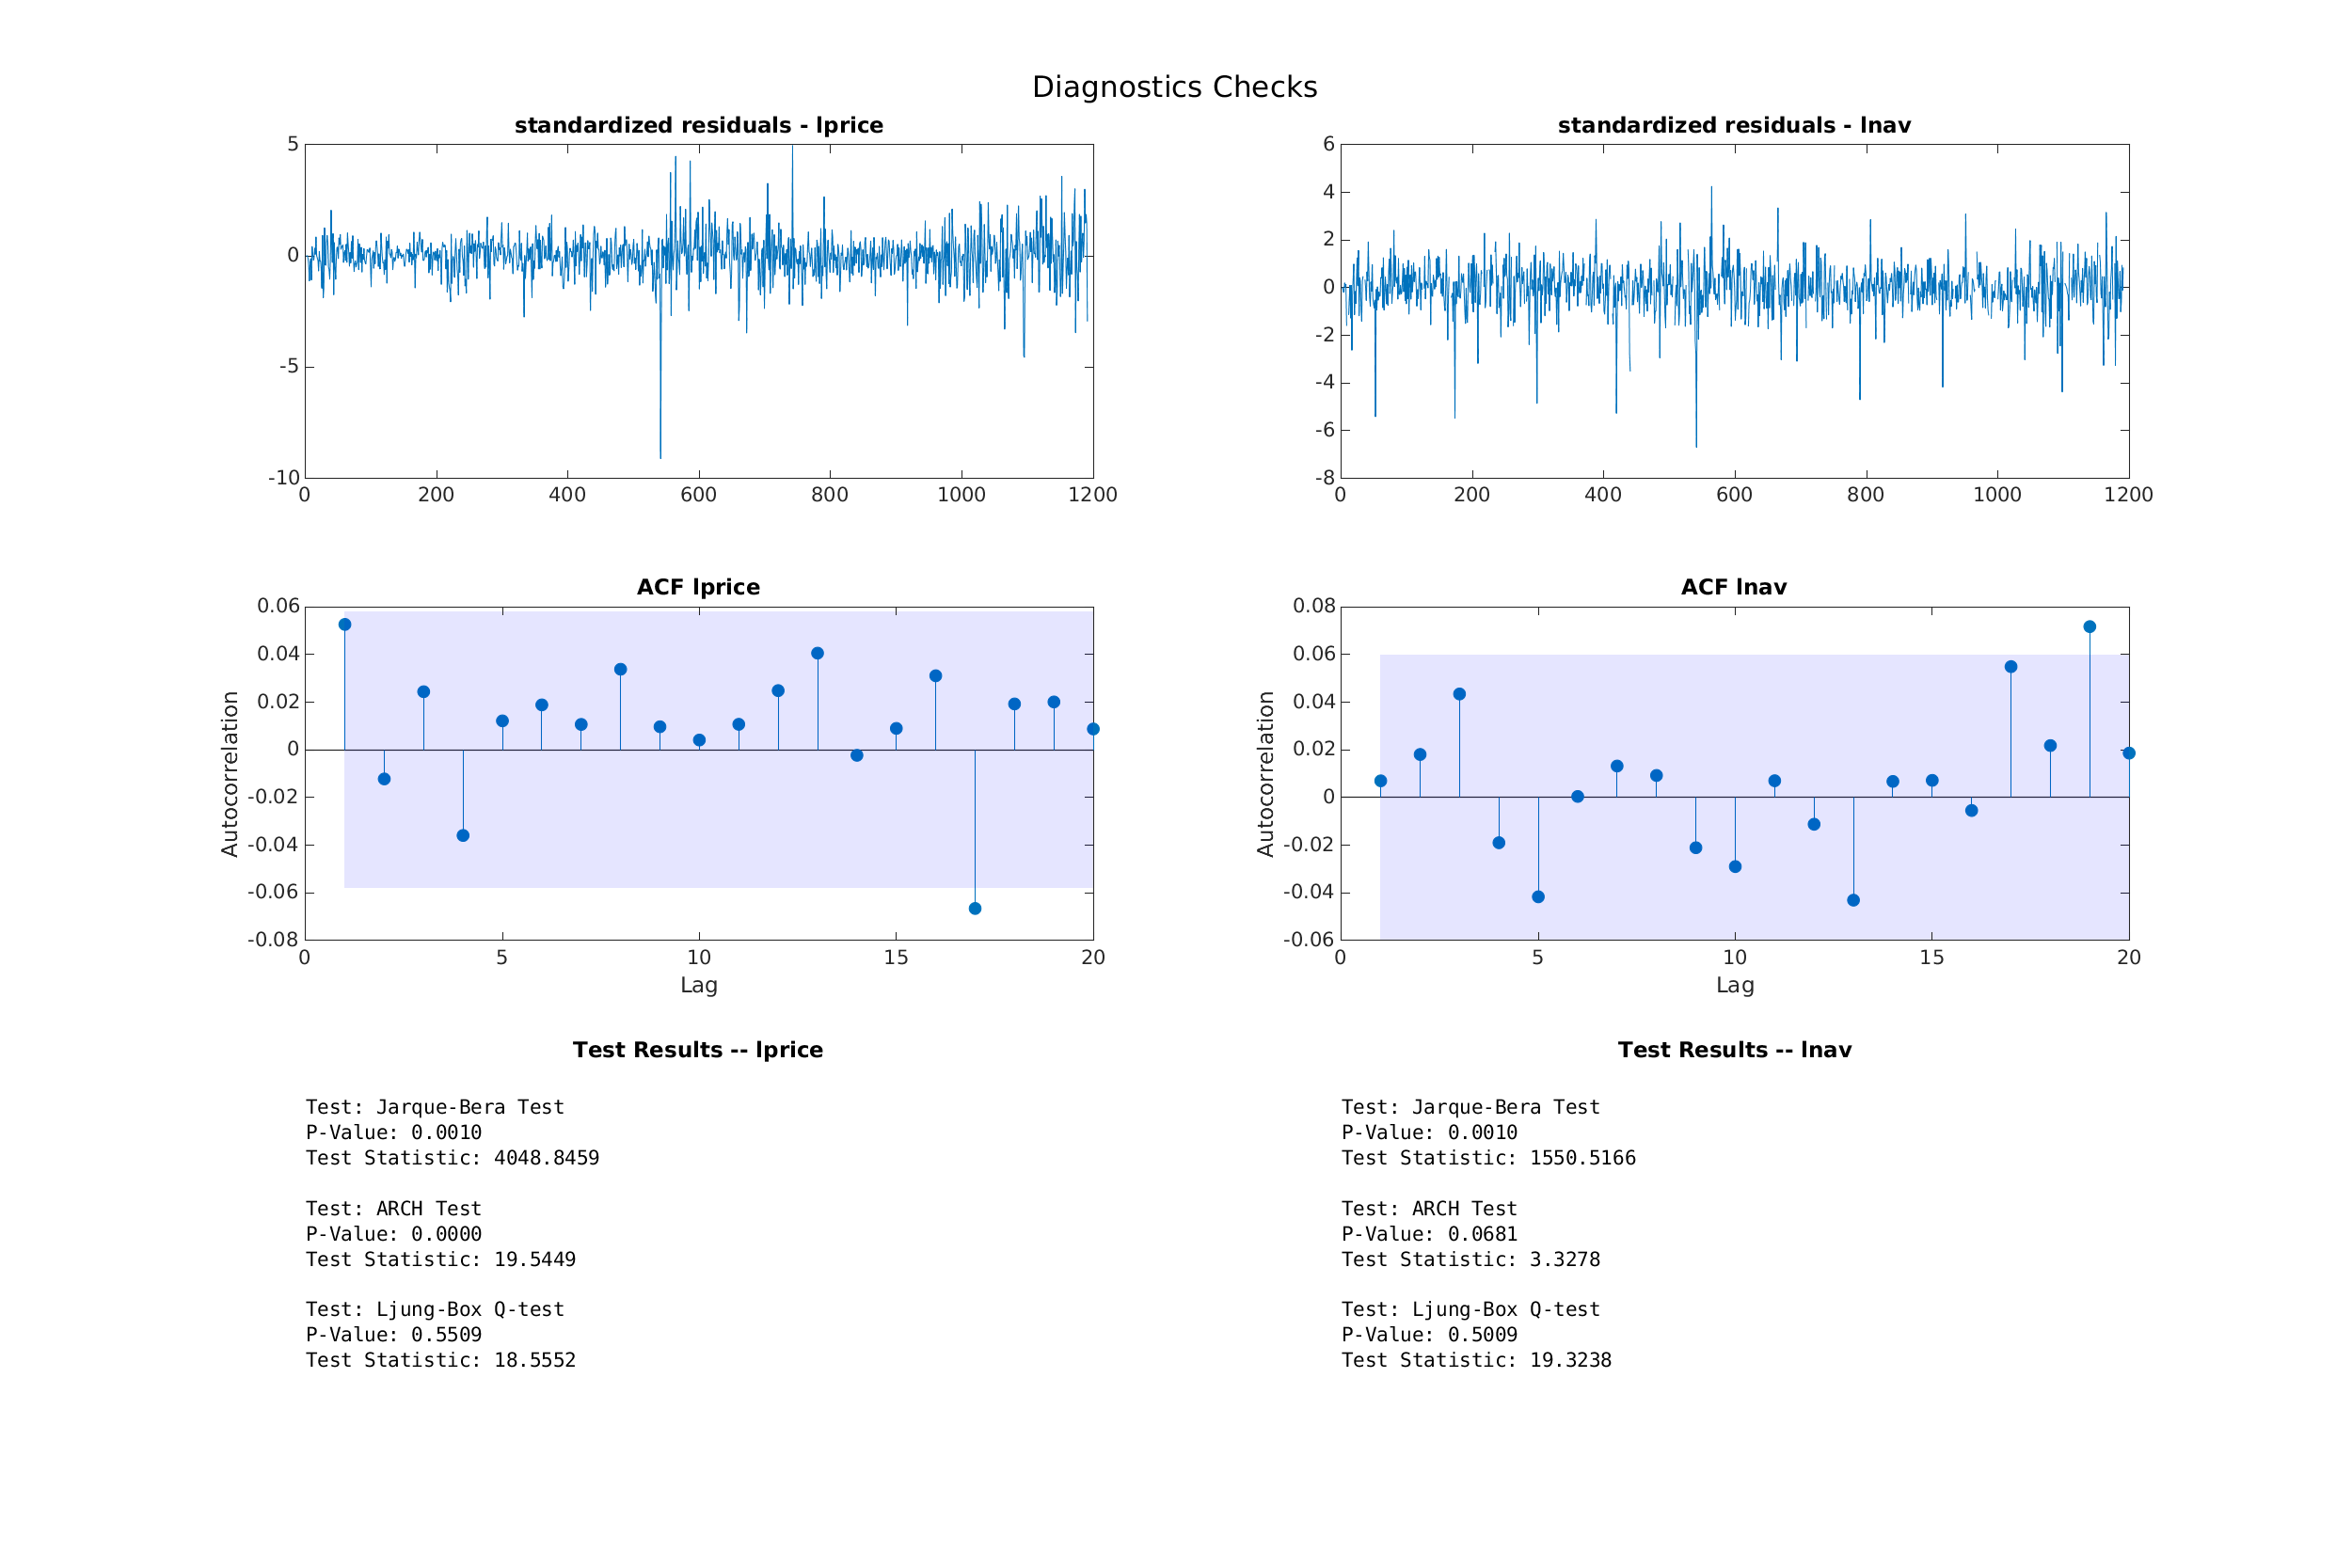 Diagnostics Checks
standardized residuals - lprice
5
0
-5
-10
0 200 400 600 800 1000 1200
standardized residuals - lnav
6
4
2
0
-2
-4
-6
-8
0 200 400 600 800 1000 1200
ACF lprice
0.06
0.04
0.02
0
-0.02
-0.04
-0.06
-0.08
Autocorrelation
0 5 10 15 20
Lag
ACF lnav
0.08
0.06
0.04
0.02
0
-0.02
-0.04
-0.06
Autocorrelation
0 5 10 15 20
Lag
Test Results -- lprice
Test: Jarque-Bera Test
P-Value: 0.0010
Test Statistic: 4048.8459
Test: ARCH Test
P-Value: 0.0000
Test Statistic: 19.5449
Test: Ljung-Box Q-test
P-Value: 0.5509
Test Statistic: 18.5552
Test Results -- lnav
Test: Jarque-Bera Test
P-Value: 0.0010
Test Statistic: 1550.5166
Test: ARCH Test
P-Value: 0.0681
Test Statistic: 3.3278
Test: Ljung-Box Q-test
P-Value: 0.5009
Test Statistic: 19.3238